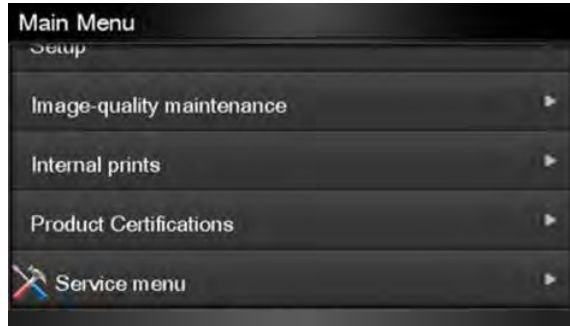 Main Menu
Setup
Image-quality maintenance
Internal prints
Product Certifications
Service menu